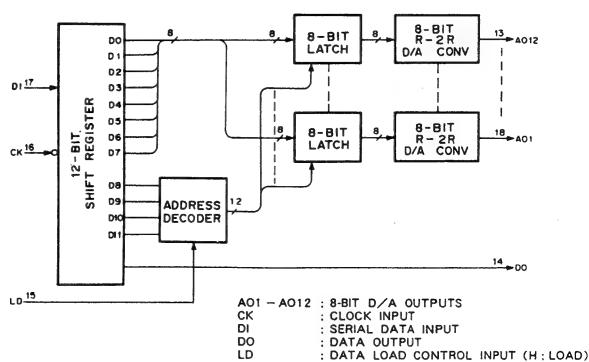 12-BIT
SHIFT REGISTER
DI 17
CK 16
LD 15
D0
D1
D2
D3
D4
D5
D6
D7
D8
D9
D10
D11
8
8
8
12
ADDRESS
DECODER
8-BIT
LATCH
8
8-BIT
R-2R
D/A CONV
13
AO12
8-BIT
LATCH
8
8-BIT
R-2R
D/A CONV
18
AO1
14
DO
AO1 - AO12 : 8-BIT D/A OUTPUTS
CK : CLOCK INPUT
DI : SERIAL DATA INPUT
DO : DATA OUTPUT
LD : DATA LOAD CONTROL INPUT (H : LOAD)